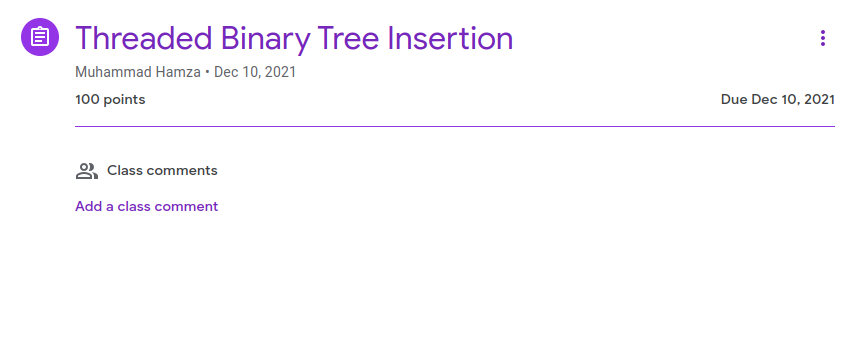 Threaded Binary Tree Insertion
Muhammad Hamza • Dec 10, 2021
100 points
Due Dec 10, 2021
Class comments
Add a class comment